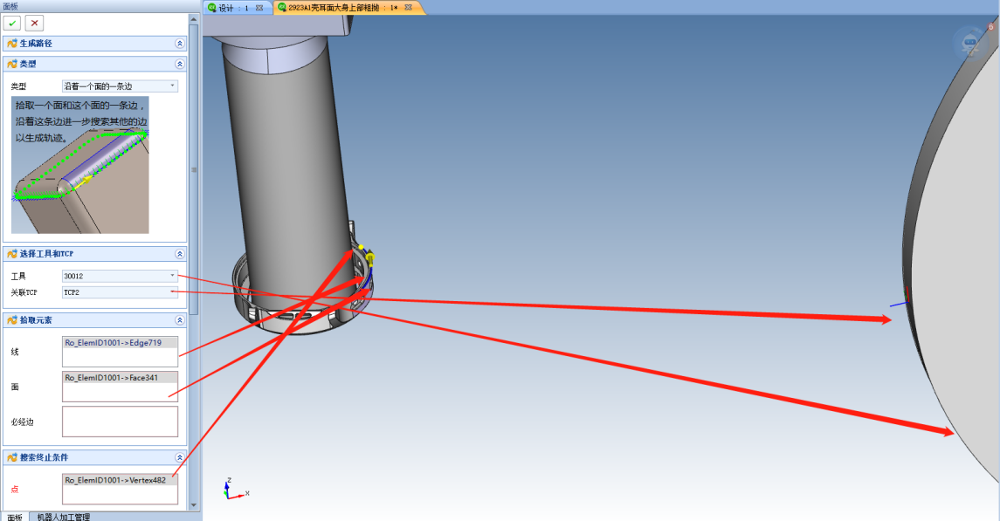 面板
设计 : 1
2923A1壳耳面大身上部粗抛 : 1*
生成路径
类型
类型 沿着一个面的一条边
拾取一个面和这个面的一条边，
沿着这条边进一步搜索其他的边
以生成轨迹。
选择工具和TCP
工具 30012
关联TCP TCP2
拾取元素
线 Ro_ElemID1001->Edge719
面 Ro_ElemID1001->Face341
必经边
搜索终止条件
点 Ro_ElemID1001->Vertex482
面板 机器人加工管理
Z
X
6